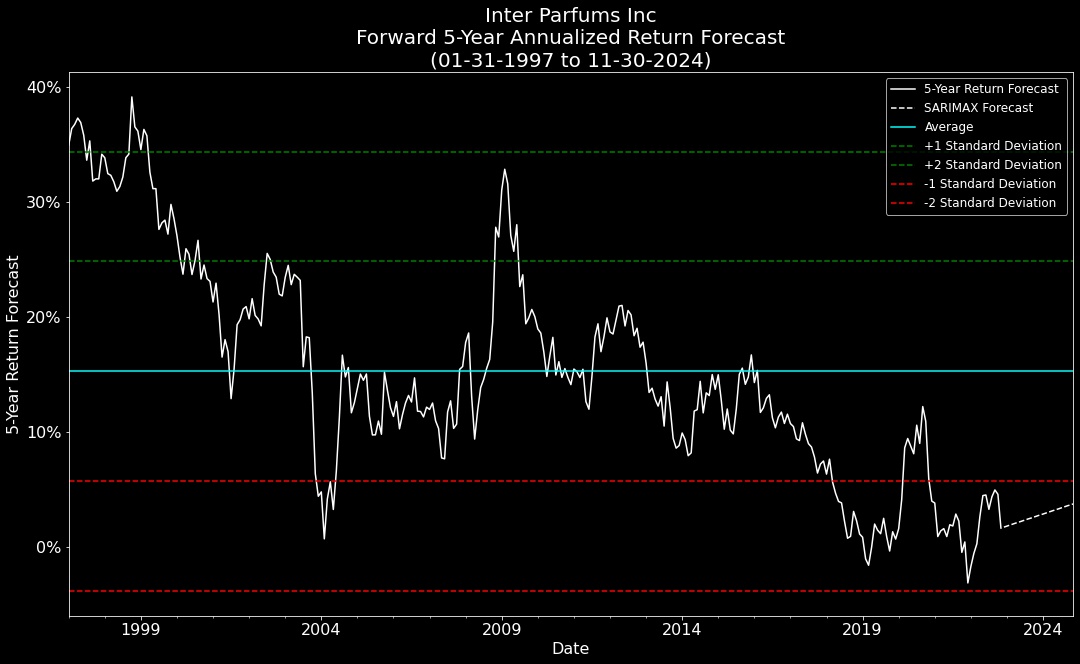 Inter Parfums Inc
Forward 5-Year Annualized Return Forecast
(01-31-1997 to 11-30-2024)
5-Year Return Forecast
SARIMAX Forecast
Average
+1 Standard Deviation
+2 Standard Deviation
-1 Standard Deviation
-2 Standard Deviation
5-Year Return Forecast
40%
30%
20%
10%
0%
1999
2004
2009
2014
2019
2024
Date